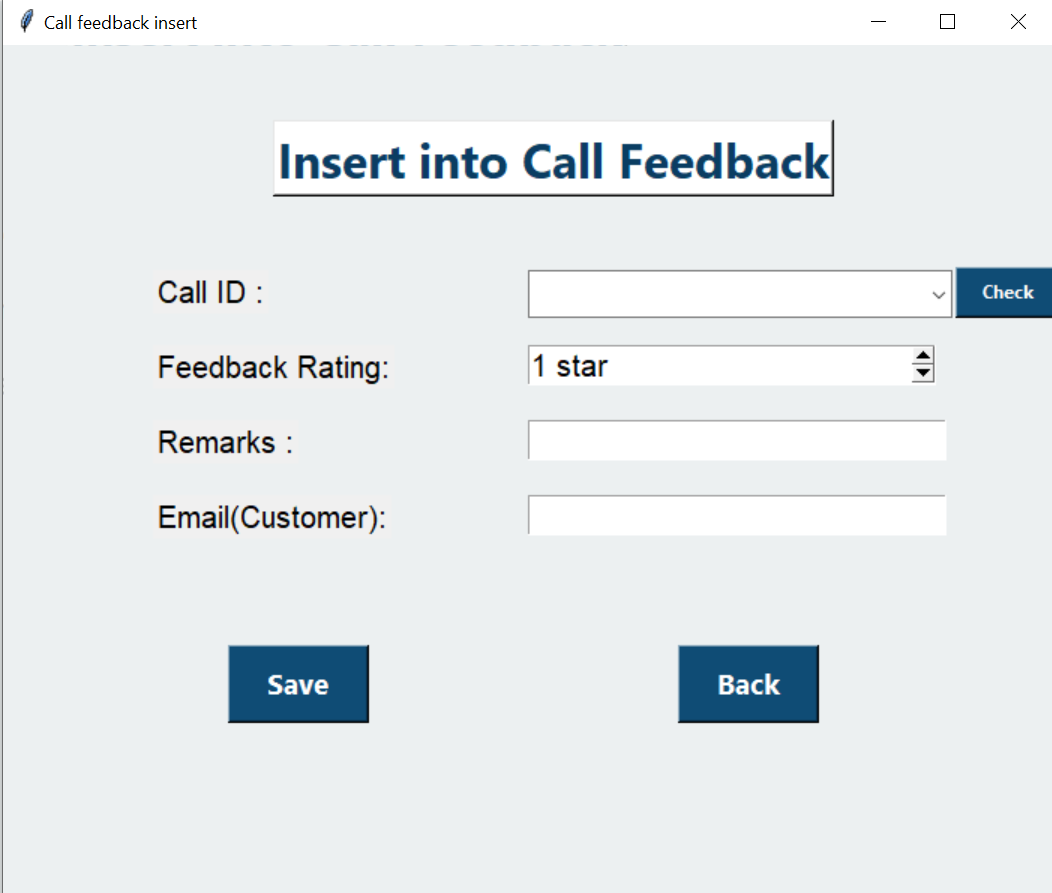 Call feedback insert
Insert into Call Feedback
Call ID :
Check
Feedback Rating:
1 star
Remarks :
Email(Customer):
Save
Back